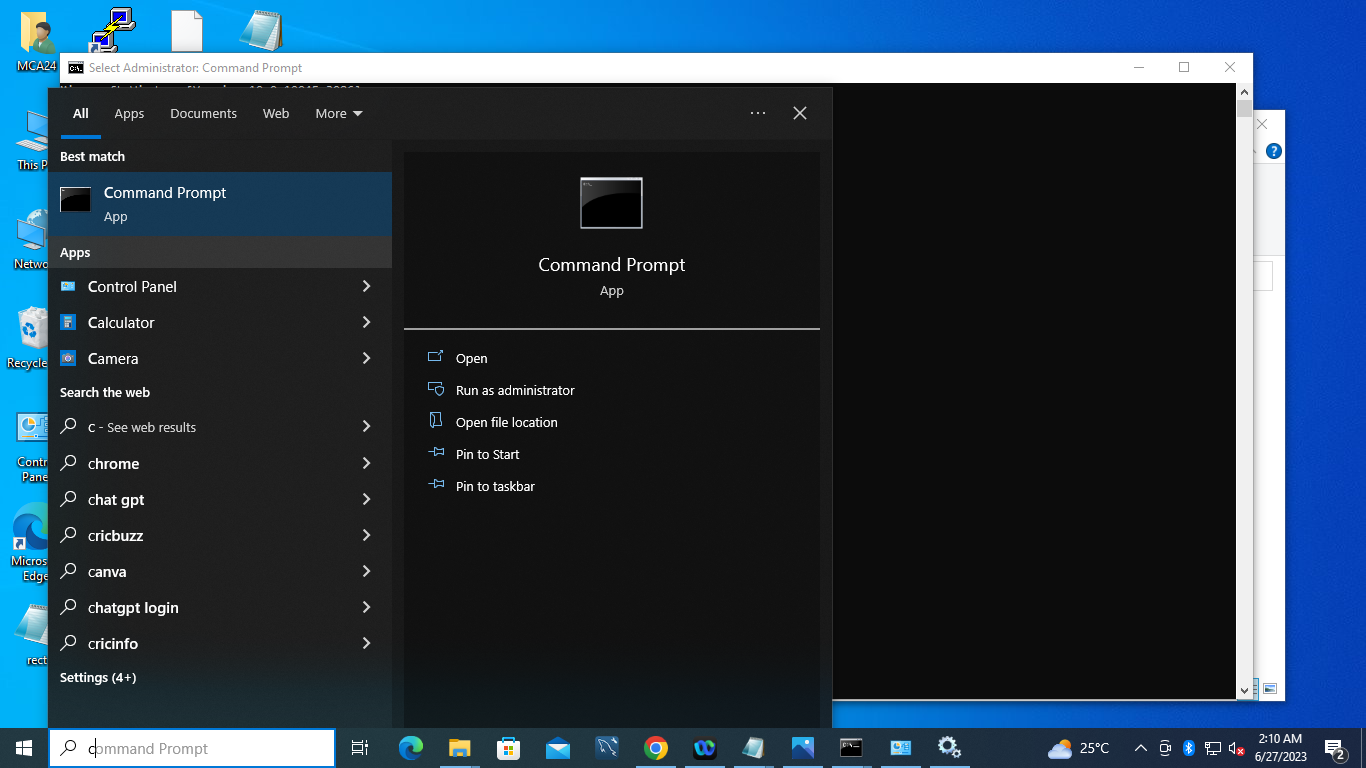 MCA24
Select Administrator: Command Prompt
All Apps Documents Web More
Best match
This P
Command Prompt
App
Command Prompt
App
Apps
Netwo
Control Panel
Calculator
Recycle
Camera
Open
Search the web
Run as administrator
c - See web results
Open file location
Contr
Pane
chrome
Pin to Start
chat gpt
Pin to taskbar
cricbuzz
Micros
Edge
canva
chatgpt login
cricinfo
rect
Settings (4+)
command Prompt
25°C
2:10 AM
6/27/2023
2